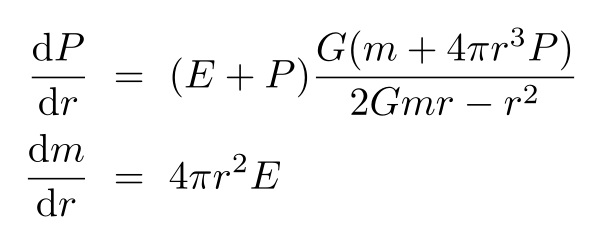 dP/dr = (E + P) G(m + 4πr³P)/(2Gmr − r²)
dm/dr = 4πr²E